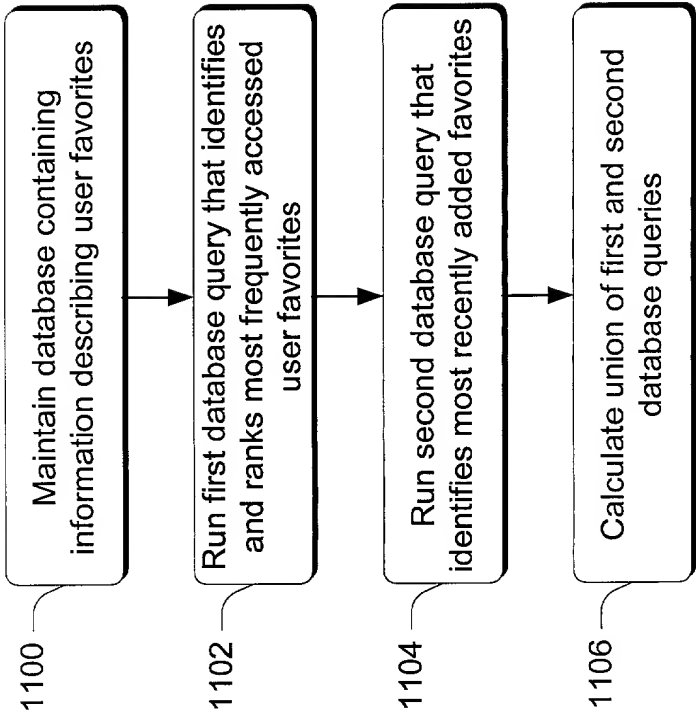 1100
Maintain database containing
information describing user favorites
1102
Run first database query that identifies
and ranks most frequently accessed
user favorites
1104
Run second database query that
identifies most recently added favorites
1106
Calculate union of first and second
database queries